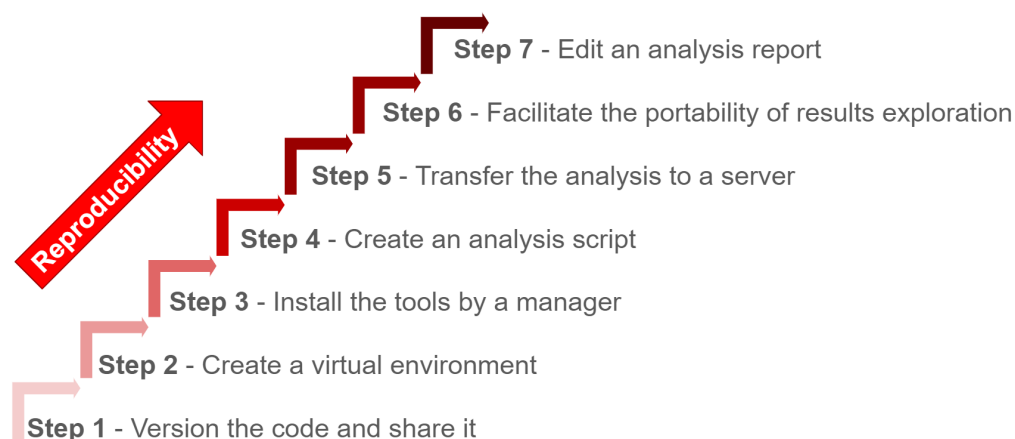 Step 7 - Edit an analysis report
Step 6 - Facilitate the portability of results exploration
Reproducibility
Step 5 - Transfer the analysis to a server
Step 4 - Create an analysis script
Step 3 - Install the tools by a manager
Step 2 - Create a virtual environment
Step 1 - Version the code and share it